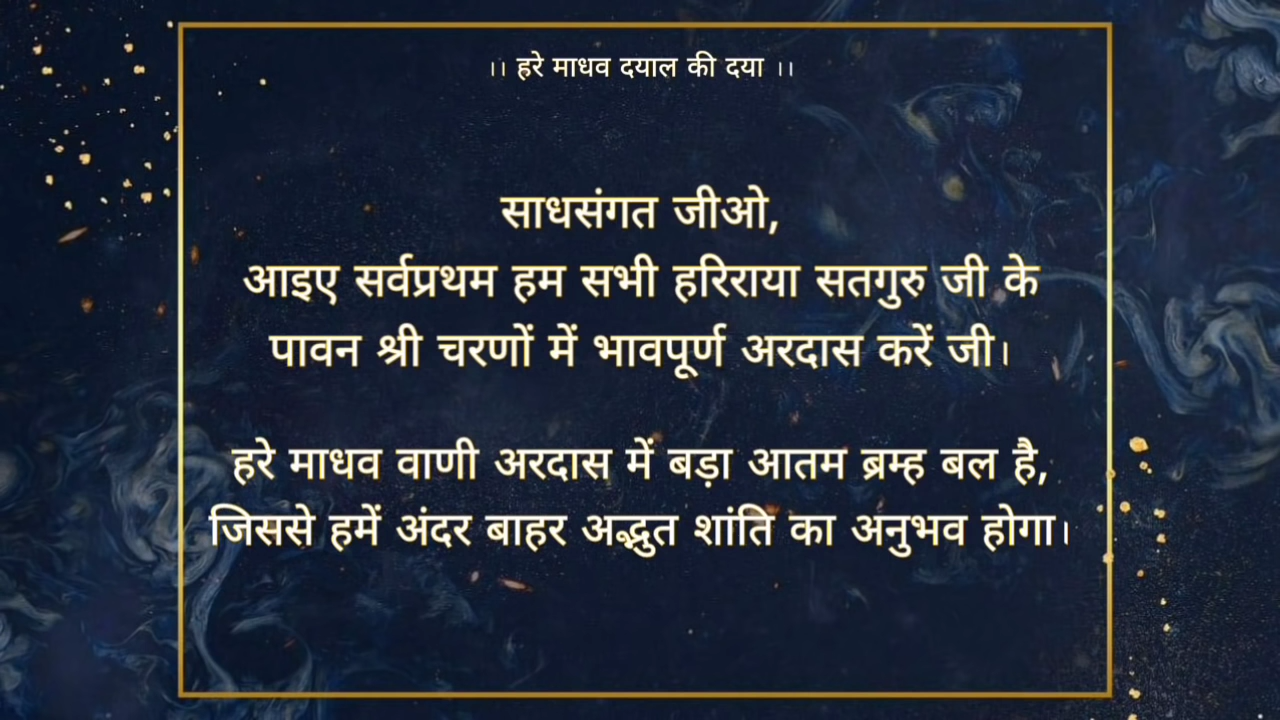 ।। हरे माधव दयाल की दया ।।
साधसंगत जीओ,
आइए सर्वप्रथम हम सभी हरिराया सतगुरु जी के
पावन श्री चरणों में भावपूर्ण अरदास करें जी।
हरे माधव वाणी अरदास में बड़ा आतम ब्रम्ह बल है,
जिससे हमें अंदर बाहर अद्भुत शांति का अनुभव होगा।